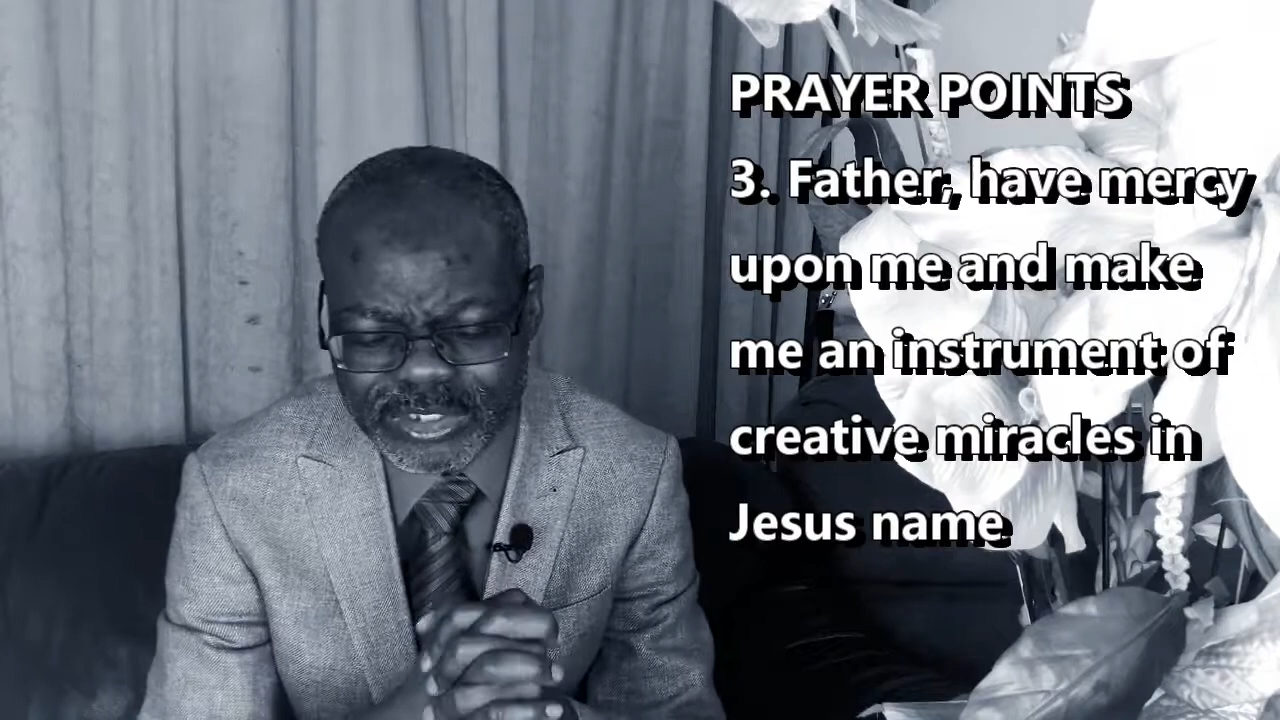 PRAYER POINTS
3. Father, have mercy
upon me and make
me an instrument of
creative miracles in
Jesus name